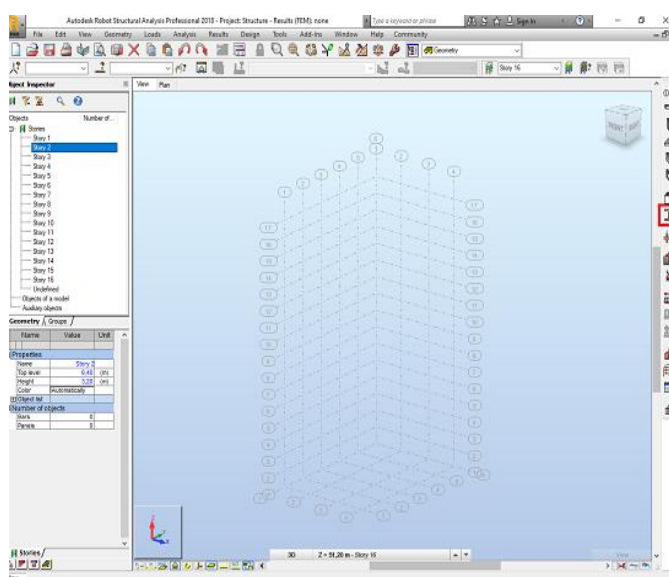 Autodesk Robot Structural Analysis Professional 2018 - Project: Structure - Results (FEM): none
Type a keyword or phrase
Sign In
File Edit View Geometry Loads Analysis Results Design Tools Add-Ins Window Help Community
Geometry
Story 16
Object Inspector
View Plan
Objects Number of...
Stories
Story 1
Story 2
Story 3
Story 4
Story 5
Story 6
Story 7
Story 8
Story 9
Story 10
Story 11
Story 12
Story 13
Story 14
Story 15
Story 16
Undefined
Objects of a model
Auxiliary objects
Geometry Groups
Name Value Unit
Properties
Name Story 2
Top level 6,40 (m)
Height 3,20 (m)
Color Automatically
Object list
Number of objects
Bars 0
Panels 0
FRONT RIGHT
Stories
3D Z = 51,20 m - Story 16
View